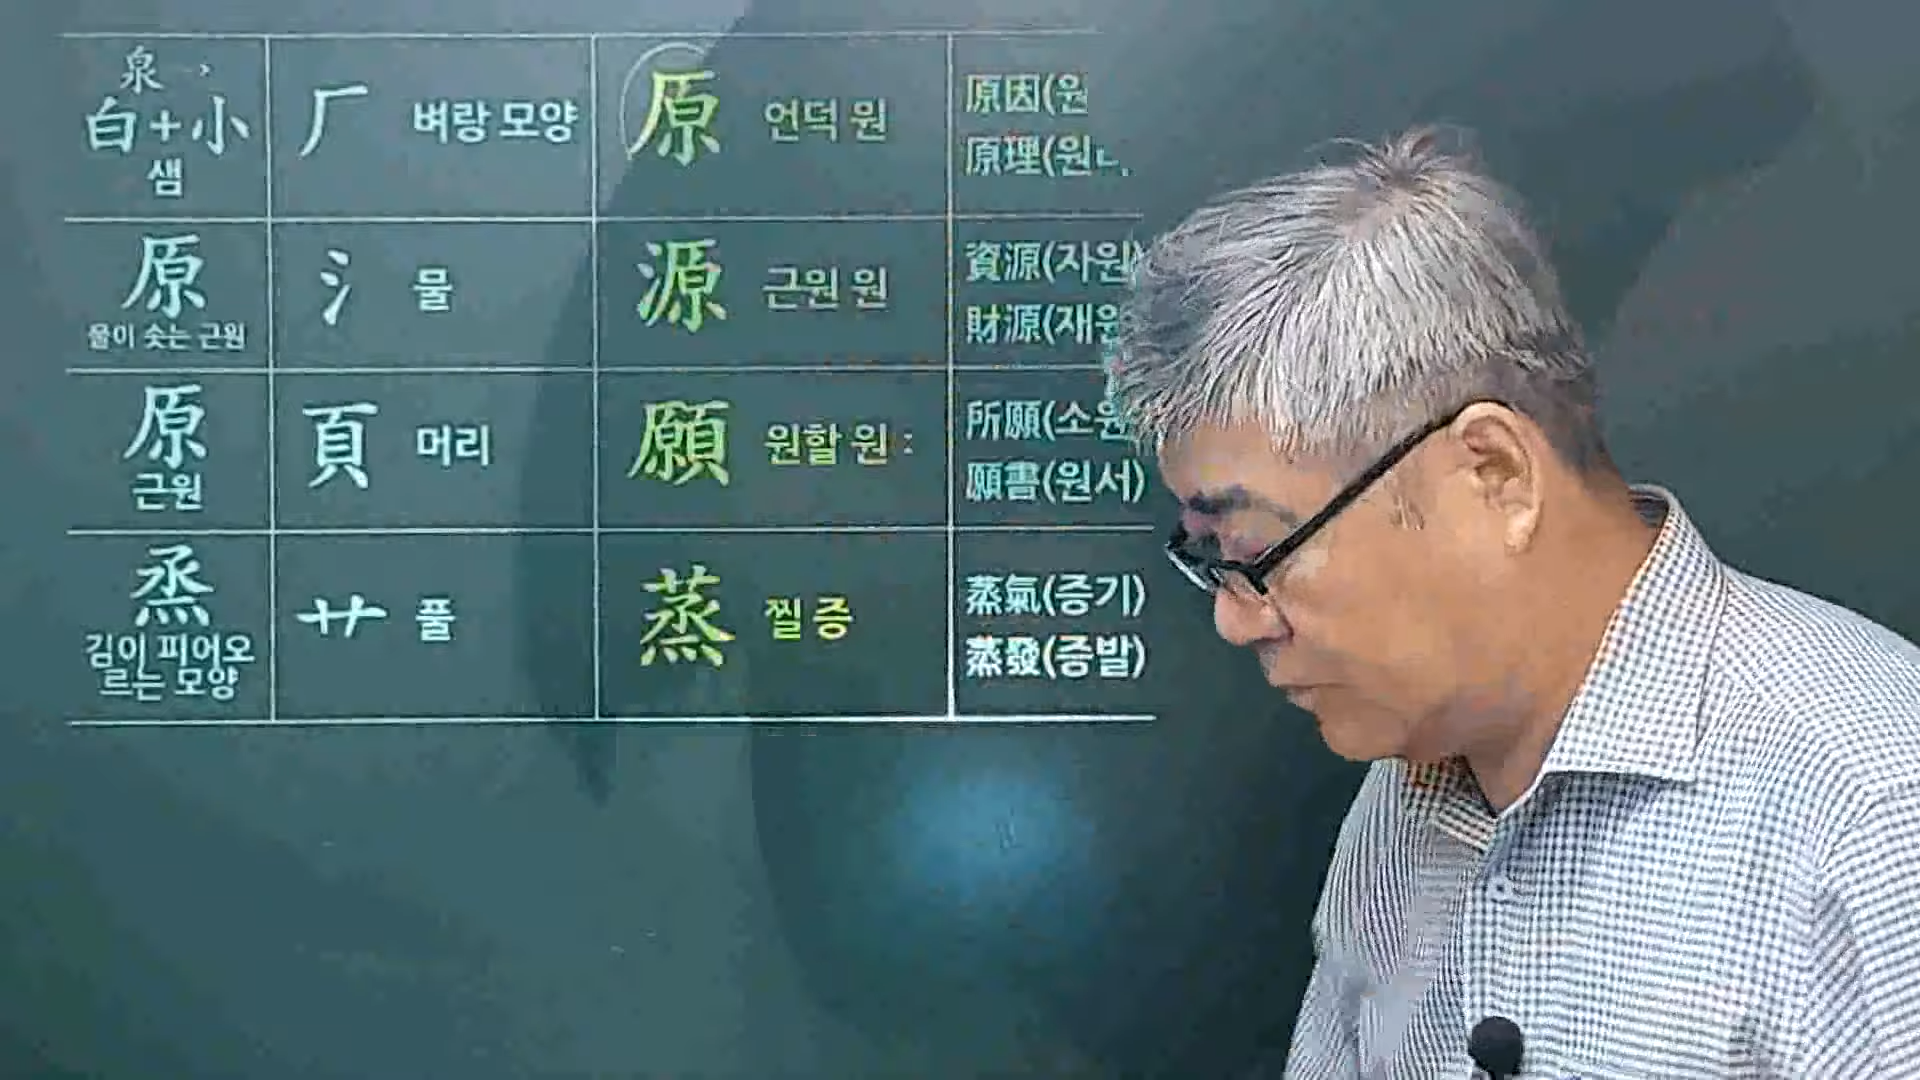 泉
白+小
샘
厂 벼랑 모양
原 언덕 원
原因(원
原理(원
原
물이 솟는 근원
氵 물
源 근원 원
資源(자원)
財源(재원
原
근원
頁 머리
願 원할 원 :
所願(소원
願書(원서)
烝
김이 피어오
르는 모양
艹 풀
蒸 찔 증
蒸氣(증기)
蒸發(증발)